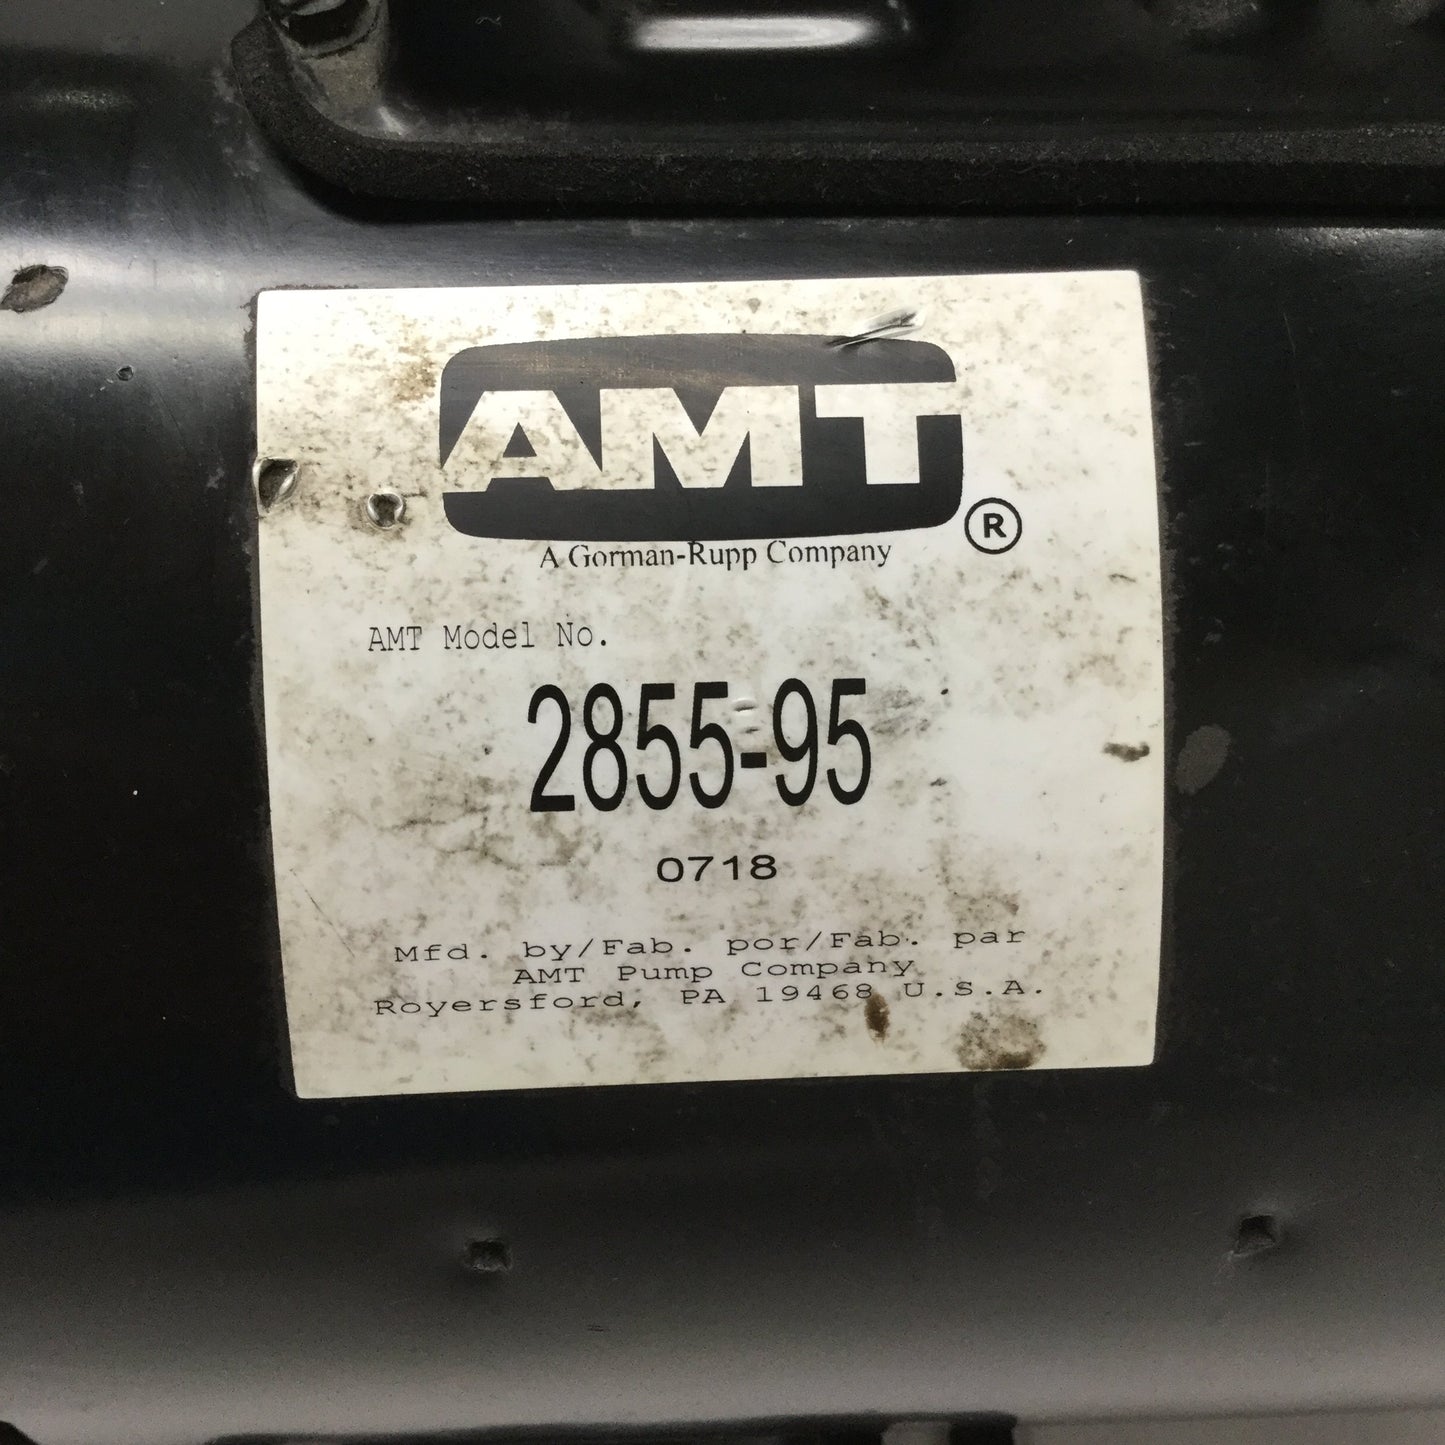 AMT
®
A Gorman-Rupp Company
AMT Model No.
2855-95
0718
Mfd. by/Fab. por/Fab. par
AMT Pump Company
Royersford, PA 19468 U.S.A.